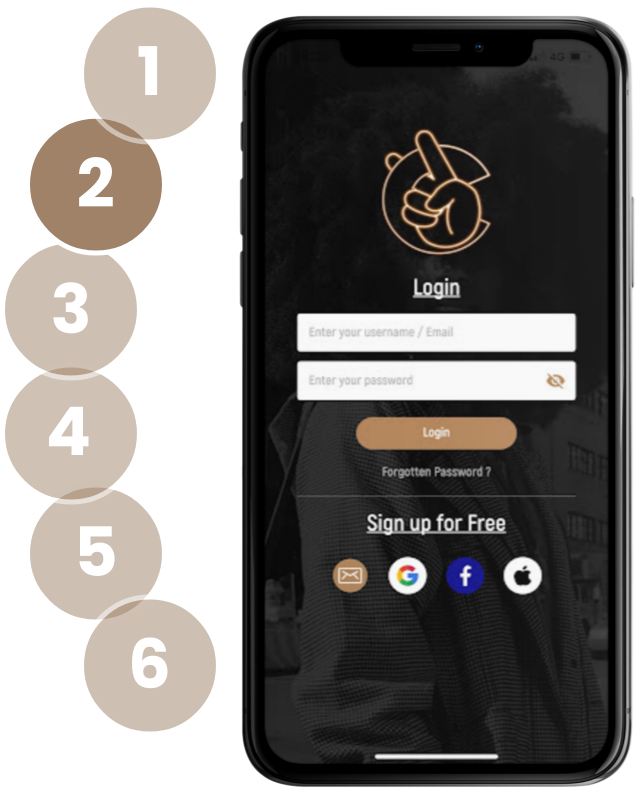 1
2
3
4
5
6
4G
Login
Enter your username / Email
Enter your password
Login
Forgotten Password ?
Sign up for Free